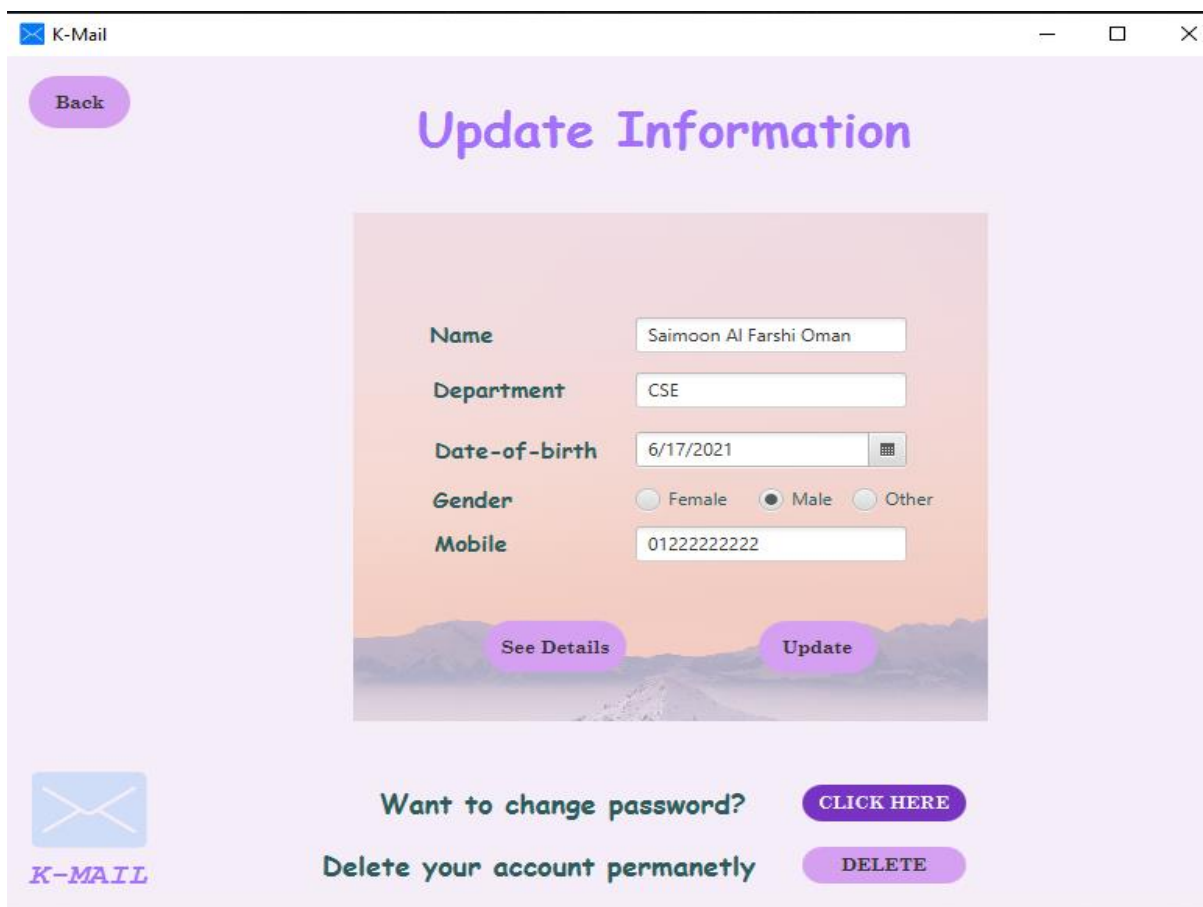 K-Mail
Back
Update Information
Name Saimoon Al Farshi Oman
Department CSE
Date-of-birth 6/17/2021
Gender Female Male Other
Mobile 01222222222
See Details Update
Want to change password? CLICK HERE
Delete your account permanetly DELETE
K-MAIL